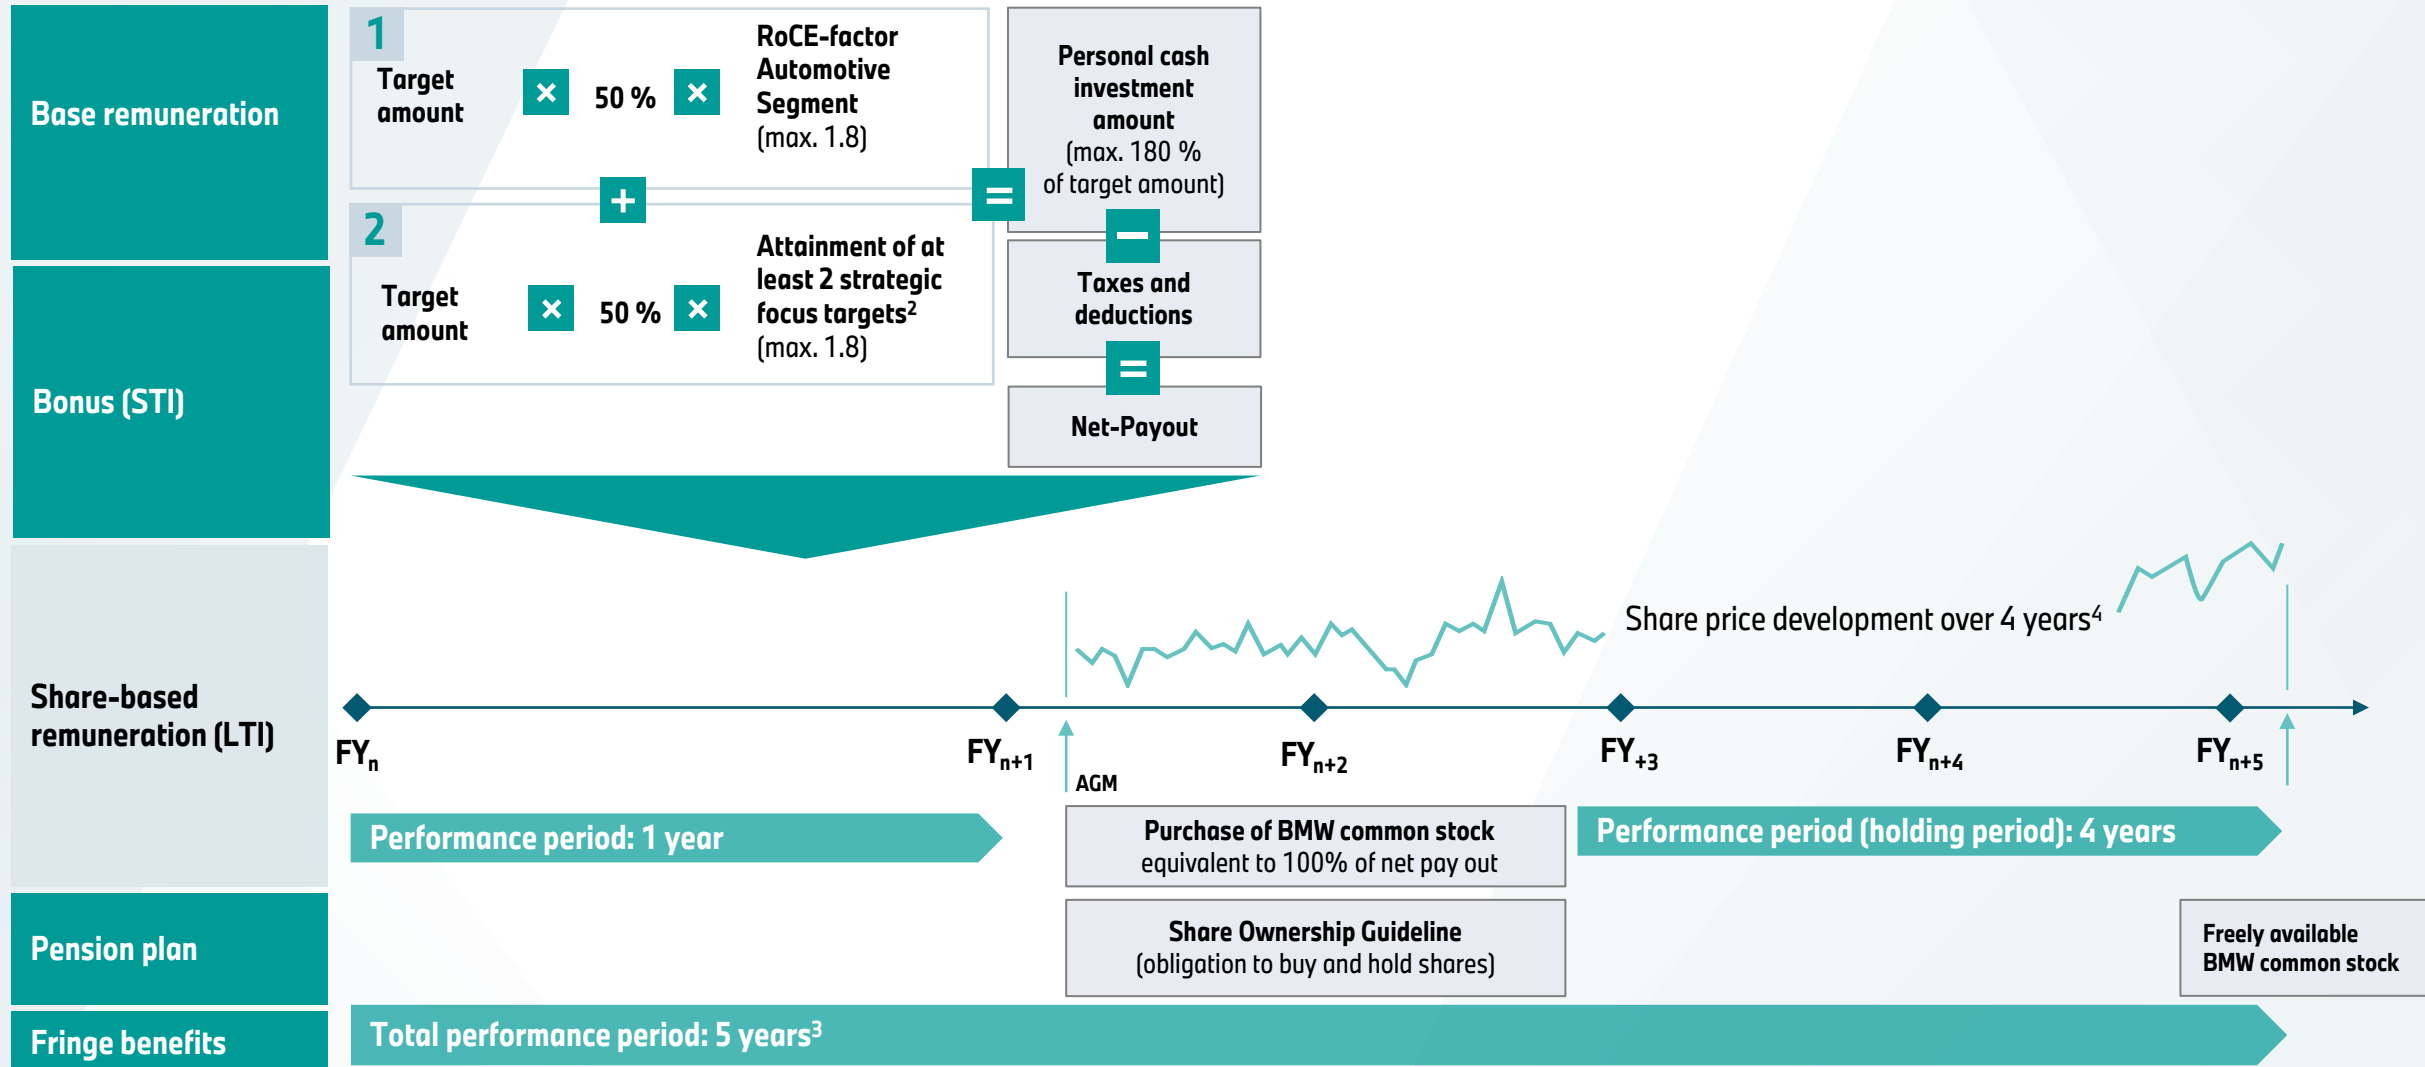 Base remuneration
Bonus (STI)
Share-based
remuneration (LTI)
Pension plan
Fringe benefits
1
Target
amount
×
50 %
×
RoCE-factor
Automotive
Segment
(max. 1.8)
+
2
Target
amount
×
50 %
×
Attainment of at
least 2 strategic
focus targets²
(max. 1.8)
=
Personal cash
investment
amount
(max. 180 %
of target amount)
−
Taxes and
deductions
=
Net-Payout
Share price development over 4 years⁴
FYn
FYn+1
AGM
FYn+2
FY+3
FYn+4
FYn+5
Performance period: 1 year
Purchase of BMW common stock
equivalent to 100% of net pay out
Performance period (holding period): 4 years
Share Ownership Guideline
(obligation to buy and hold shares)
Freely available
BMW common stock
Total performance period: 5 years³